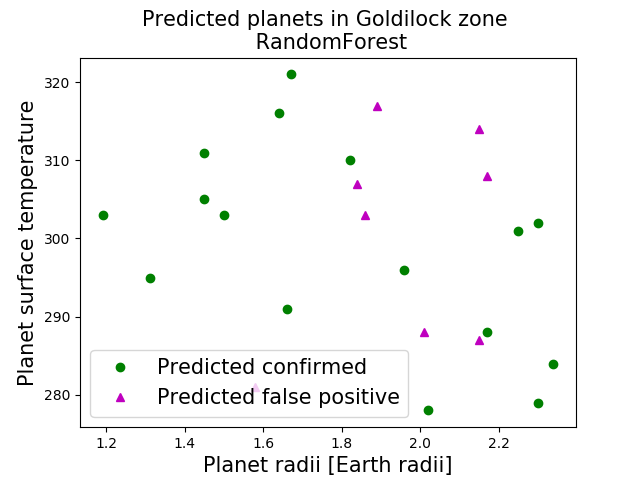 Predicted planets in Goldilock zone
RandomForest
320
310
300
290
280
Planet surface temperature
Predicted confirmed
Predicted false positive
1.2 1.4 1.6 1.8 2.0 2.2
Planet radii [Earth radii]